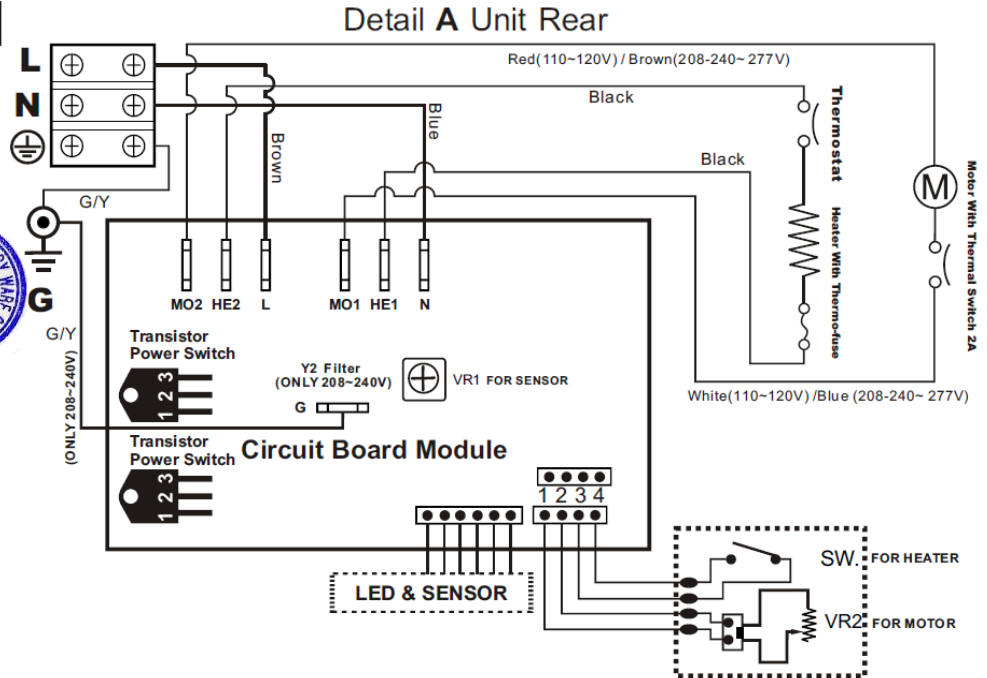 Detail A Unit Rear
L
N
G/Y
G
G/Y
(ONLY 208~240V)
Red(110~120V) / Brown(208-240~ 277V)
Black
Blue
Brown
Black
Thermostat
Heater With Thermo-fuse
M
Motor With Thermal Switch 2A
White(110~120V) /Blue (208-240~ 277V)
MO2 HE2 L MO1 HE1 N
Transistor
Power Switch
1 2 3
Y2 Filter
(ONLY 208~240V)
G
VR1 FOR SENSOR
Transistor
Power Switch
1 2 3
Circuit Board Module
1 2 3 4
LED & SENSOR
SW. FOR HEATER
VR2 FOR MOTOR